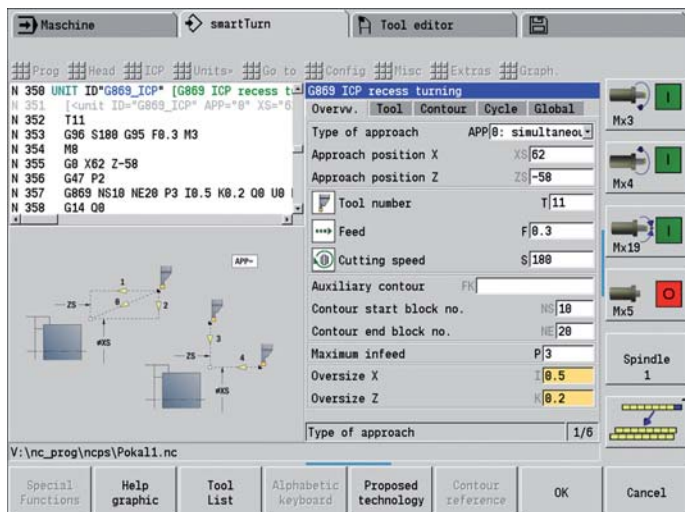 Maschine
smartTurn
Tool editor
Prog Head ICP Units» Go to Config Misc Extras Graph.
N 350 UNIT ID"G869_ICP" [G869 ICP recess tu
N 351 [<unit ID="G869_ICP" APP="0" XS="6
N 352 T11
N 353 G96 S180 G95 F0.3 M3
N 354 M8
N 355 G0 X62 Z-58
N 356 G47 P2
N 357 G869 NS10 NE20 P3 I0.5 K0.2 Q0 U0
N 358 G14 Q0
G869 ICP recess turning
Overvw. Tool Contour Cycle Global
Type of approach APP 0: simultaneou
Approach position X XS 62
Approach position Z ZS -58
Tool number T 11
Feed F 0.3
Cutting speed S 180
Auxiliary contour FK
Contour start block no. NS 10
Contour end block no. NE 20
Maximum infeed P 3
Oversize X I 0.5
Oversize Z K 0.2
Type of approach 1/6
APP=
1
ZS
0
2
⌀XS
3
ZS
4
⌀XS
V:\nc_prog\ncps\Pokal1.nc
Mx3 I
Mx4 I
Mx19 I
Mx5 O
Spindle
1
Special Functions
Help graphic
Tool List
Alphabetic keyboard
Proposed technology
Contour reference
OK
Cancel